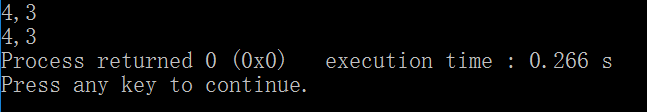 4,3
4,3
Process returned 0 (0x0)   execution time : 0.266 s
Press any key to continue.